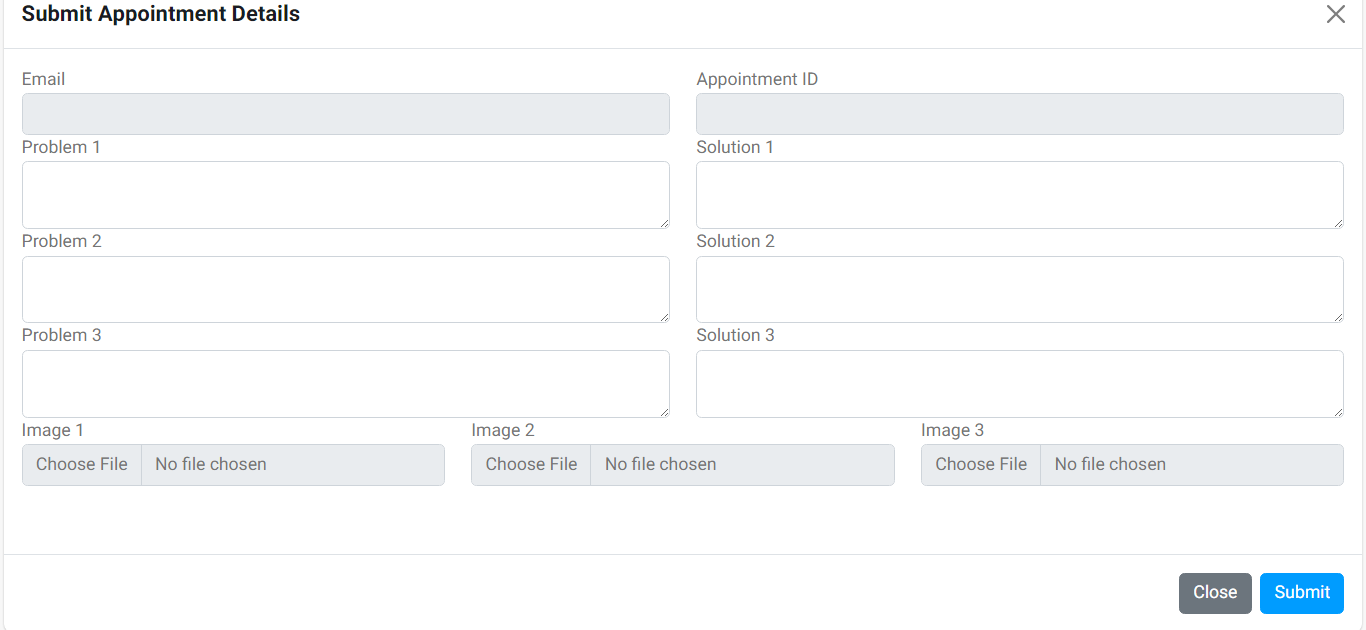 Submit Appointment Details
Email Appointment ID
Problem 1 Solution 1
Problem 2 Solution 2
Problem 3 Solution 3
Image 1 Image 2 Image 3
Choose File No file chosen Choose File No file chosen Choose File No file chosen
Close Submit